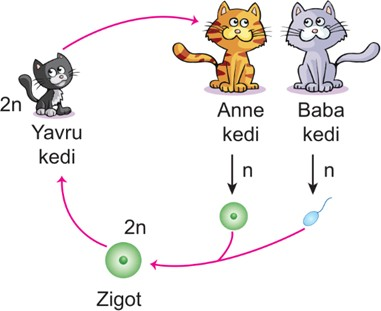 Anne kedi
Baba kedi
n
n
2n
Yavru kedi
2n
Zigot